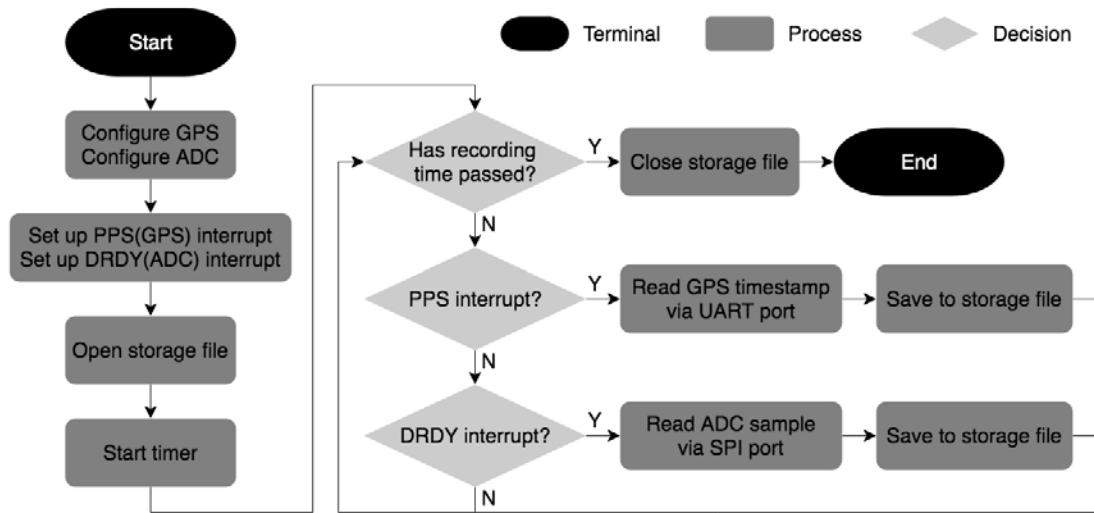 Start
Terminal
Process
Decision
Configure GPS
Configure ADC
Set up PPS(GPS) interrupt
Set up DRDY(ADC) interrupt
Open storage file
Start timer
Has recording
time passed?
Y
Close storage file
End
N
PPS interrupt?
Y
Read GPS timestamp
via UART port
Save to storage file
N
DRDY interrupt?
Y
Read ADC sample
via SPI port
Save to storage file
N